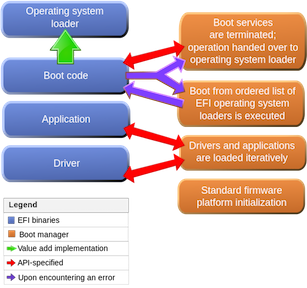 Operating system
loader
Boot code
Application
Driver
Boot services
are terminated;
operation handed over to
operating system loader
Boot from ordered list of
EFI operating system
loaders is executed
Drivers and applications
are loaded iteratively
Standard firmware
platform initialization
Legend
EFI binaries
Boot manager
Value add implementation
API-specified
Upon encountering an error